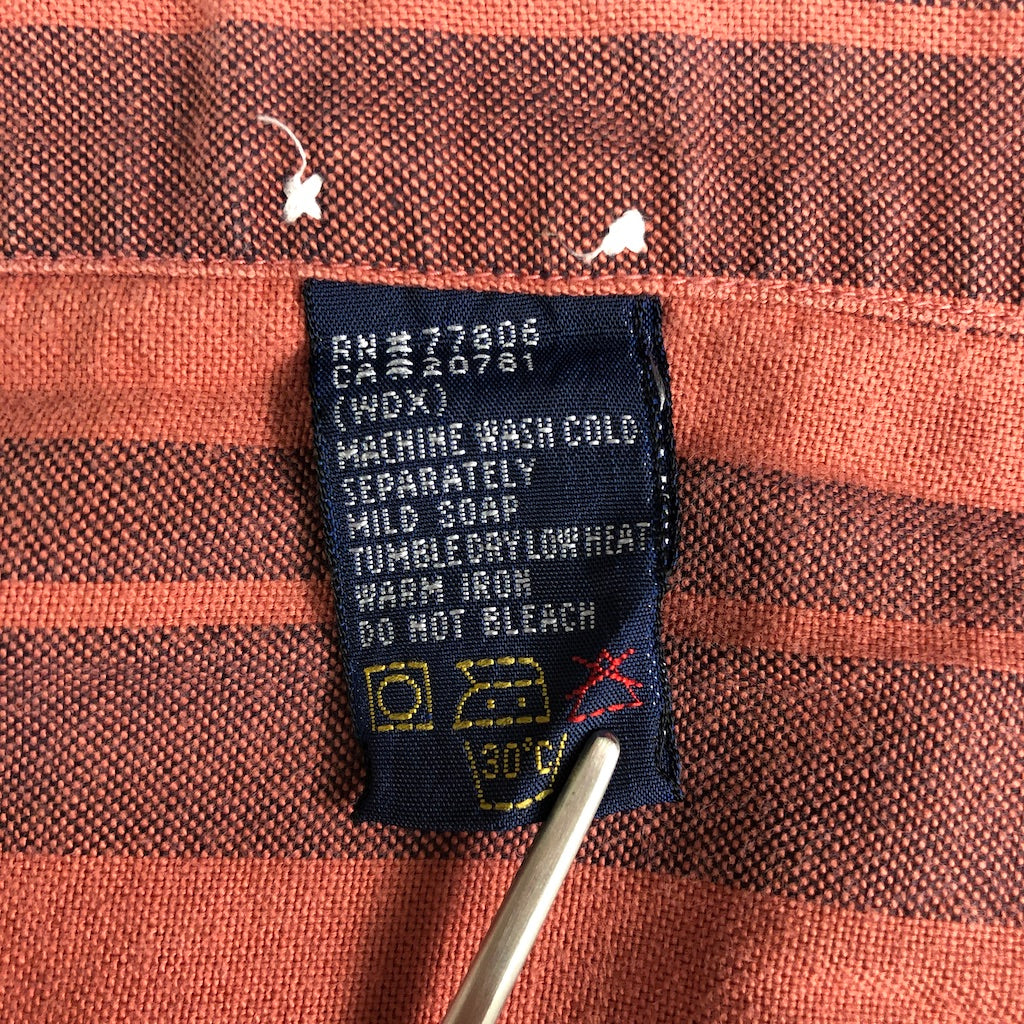 RN#77806
CA#20781
(WDX)
MACHINE WASH COLD
SEPARATELY
MILD SOAP
TUMBLE DRY LOW HEAT
WARM IRON
DO NOT BLEACH
30°C